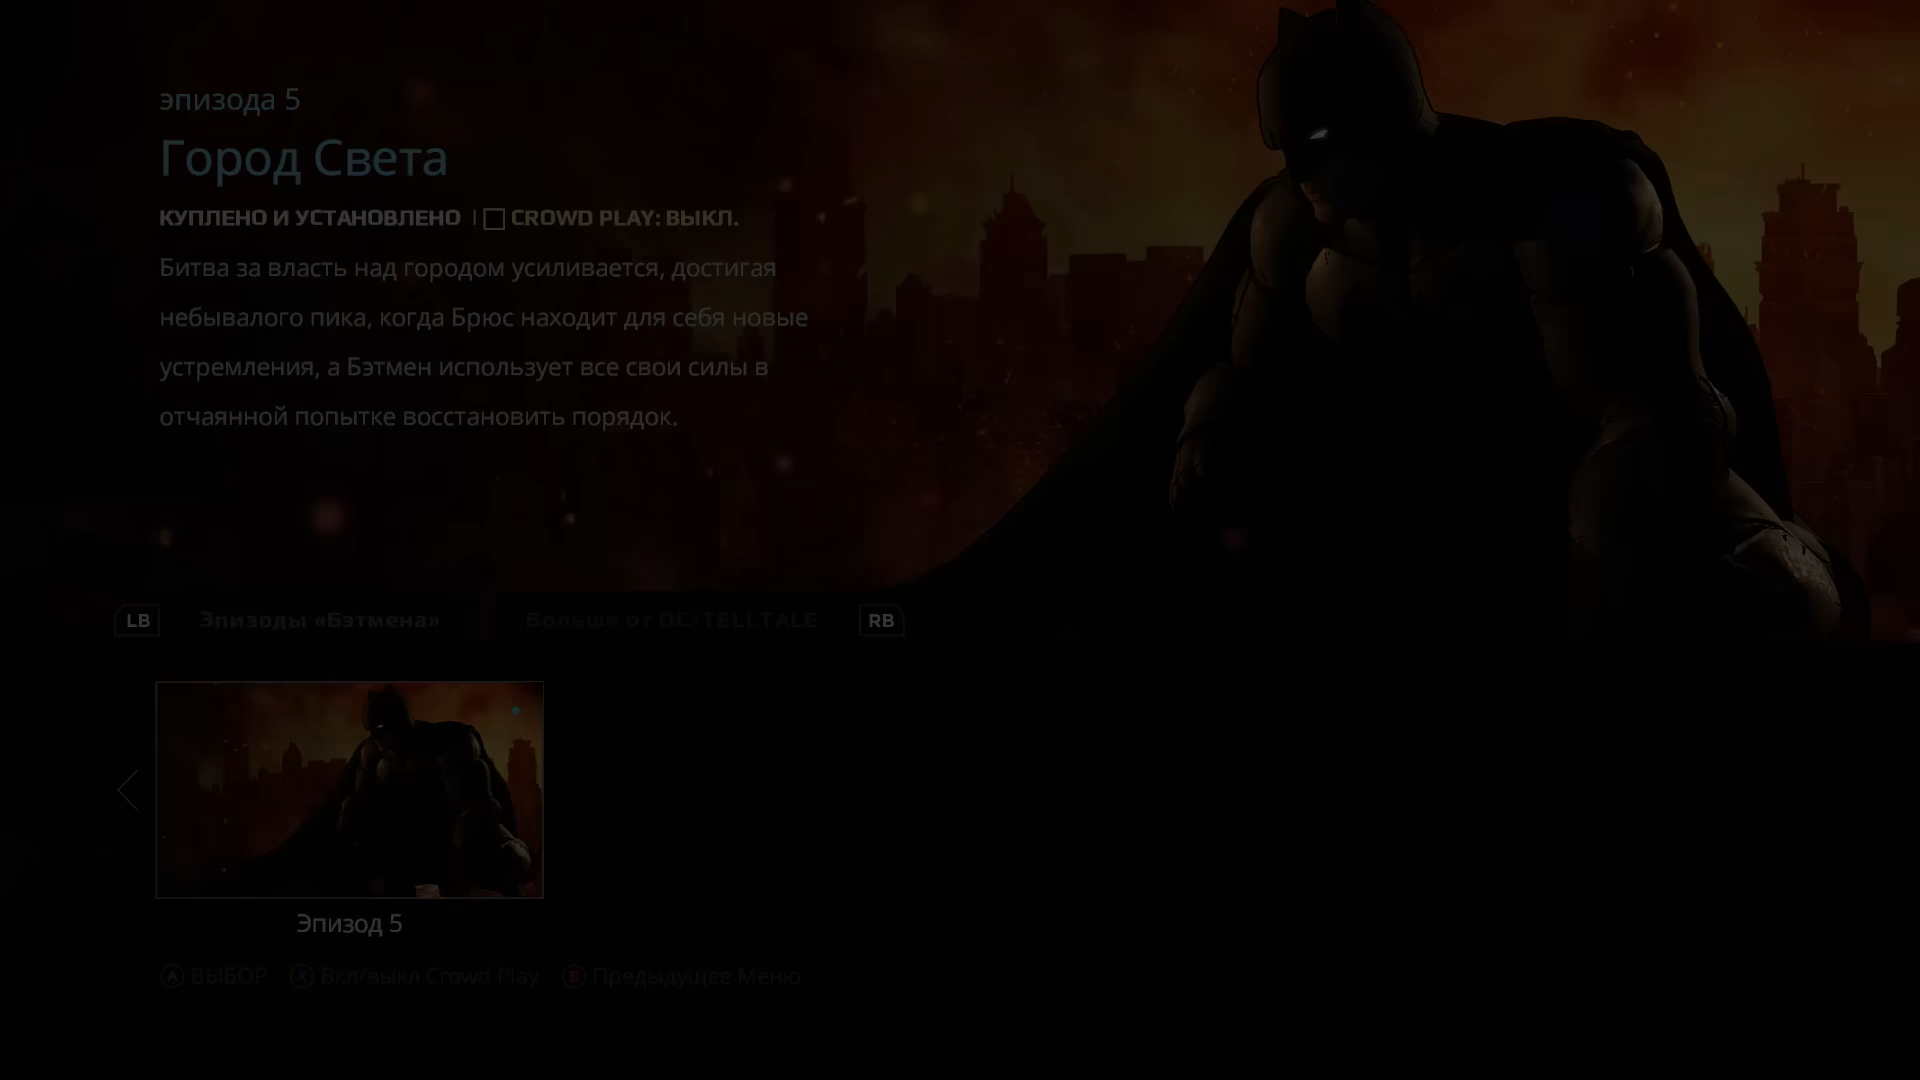 эпизода 5
Город Света
КУПЛЕНО И УСТАНОВЛЕНО | CROWD PLAY: ВЫКЛ.
Битва за власть над городом усиливается, достигая
небывалого пика, когда Брюс находит для себя новые
устремления, а Бэтмен использует все свои силы в
отчаянной попытке восстановить порядок.
LB Эпизоды «Бэтмена» Больше от DC/TELLTALE RB
Эпизод 5
A ВЫБОР X Вкл/выкл Crowd Play B Предыдущее Меню